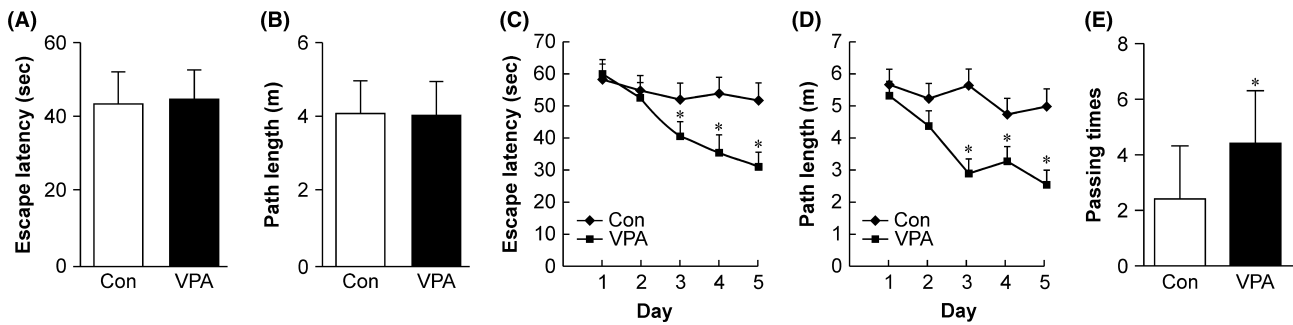 (A)
Escape latency (sec)
60
40
20
0
Con VPA
(B)
Path length (m)
6
4
2
0
Con VPA
(C)
Escape latency (sec)
70
60
50
40
30
20
10
0
* * *
Con
VPA
1 2 3 4 5
Day
(D)
Path length (m)
7
6
5
4
3
2
1
0
* * *
Con
VPA
1 2 3 4 5
Day
(E)
Passing times
8
6
4
2
0
*
Con VPA